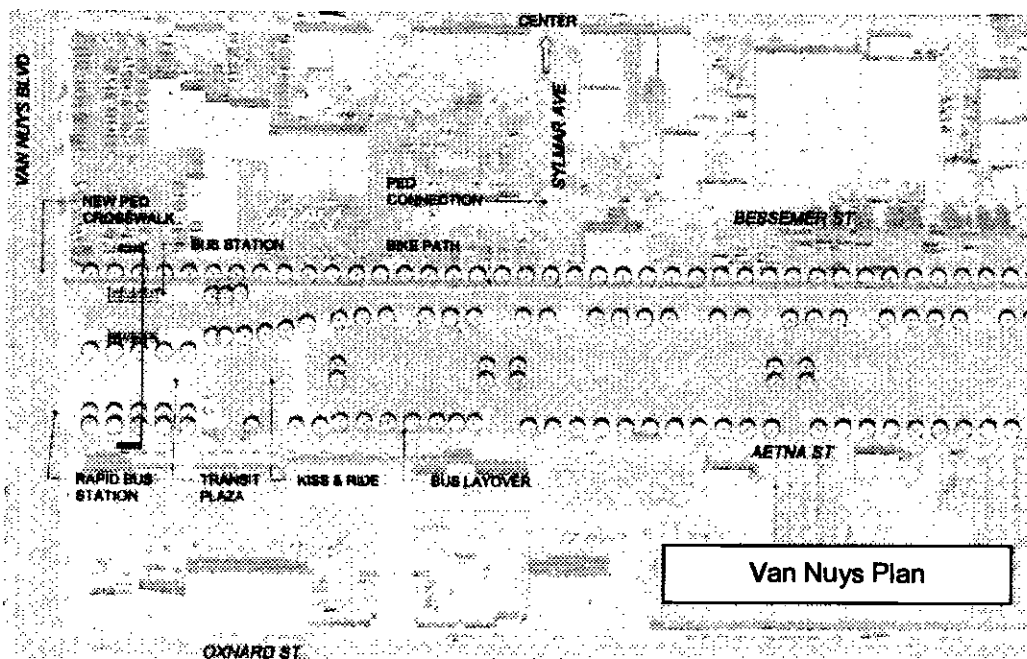 CENTER
VAN NUYS BLVD
SYLMAR AVE
PED
CONNECTION
NEW PED
CROSSWALK
BESSEMER ST.
BUS STATION
BIKE PATH
AETNA ST.
RAPID BUS
STATION
TRANSIT
PLAZA
KISS & RIDE
BUS LAYOVER
Van Nuys Plan
OXNARD ST.